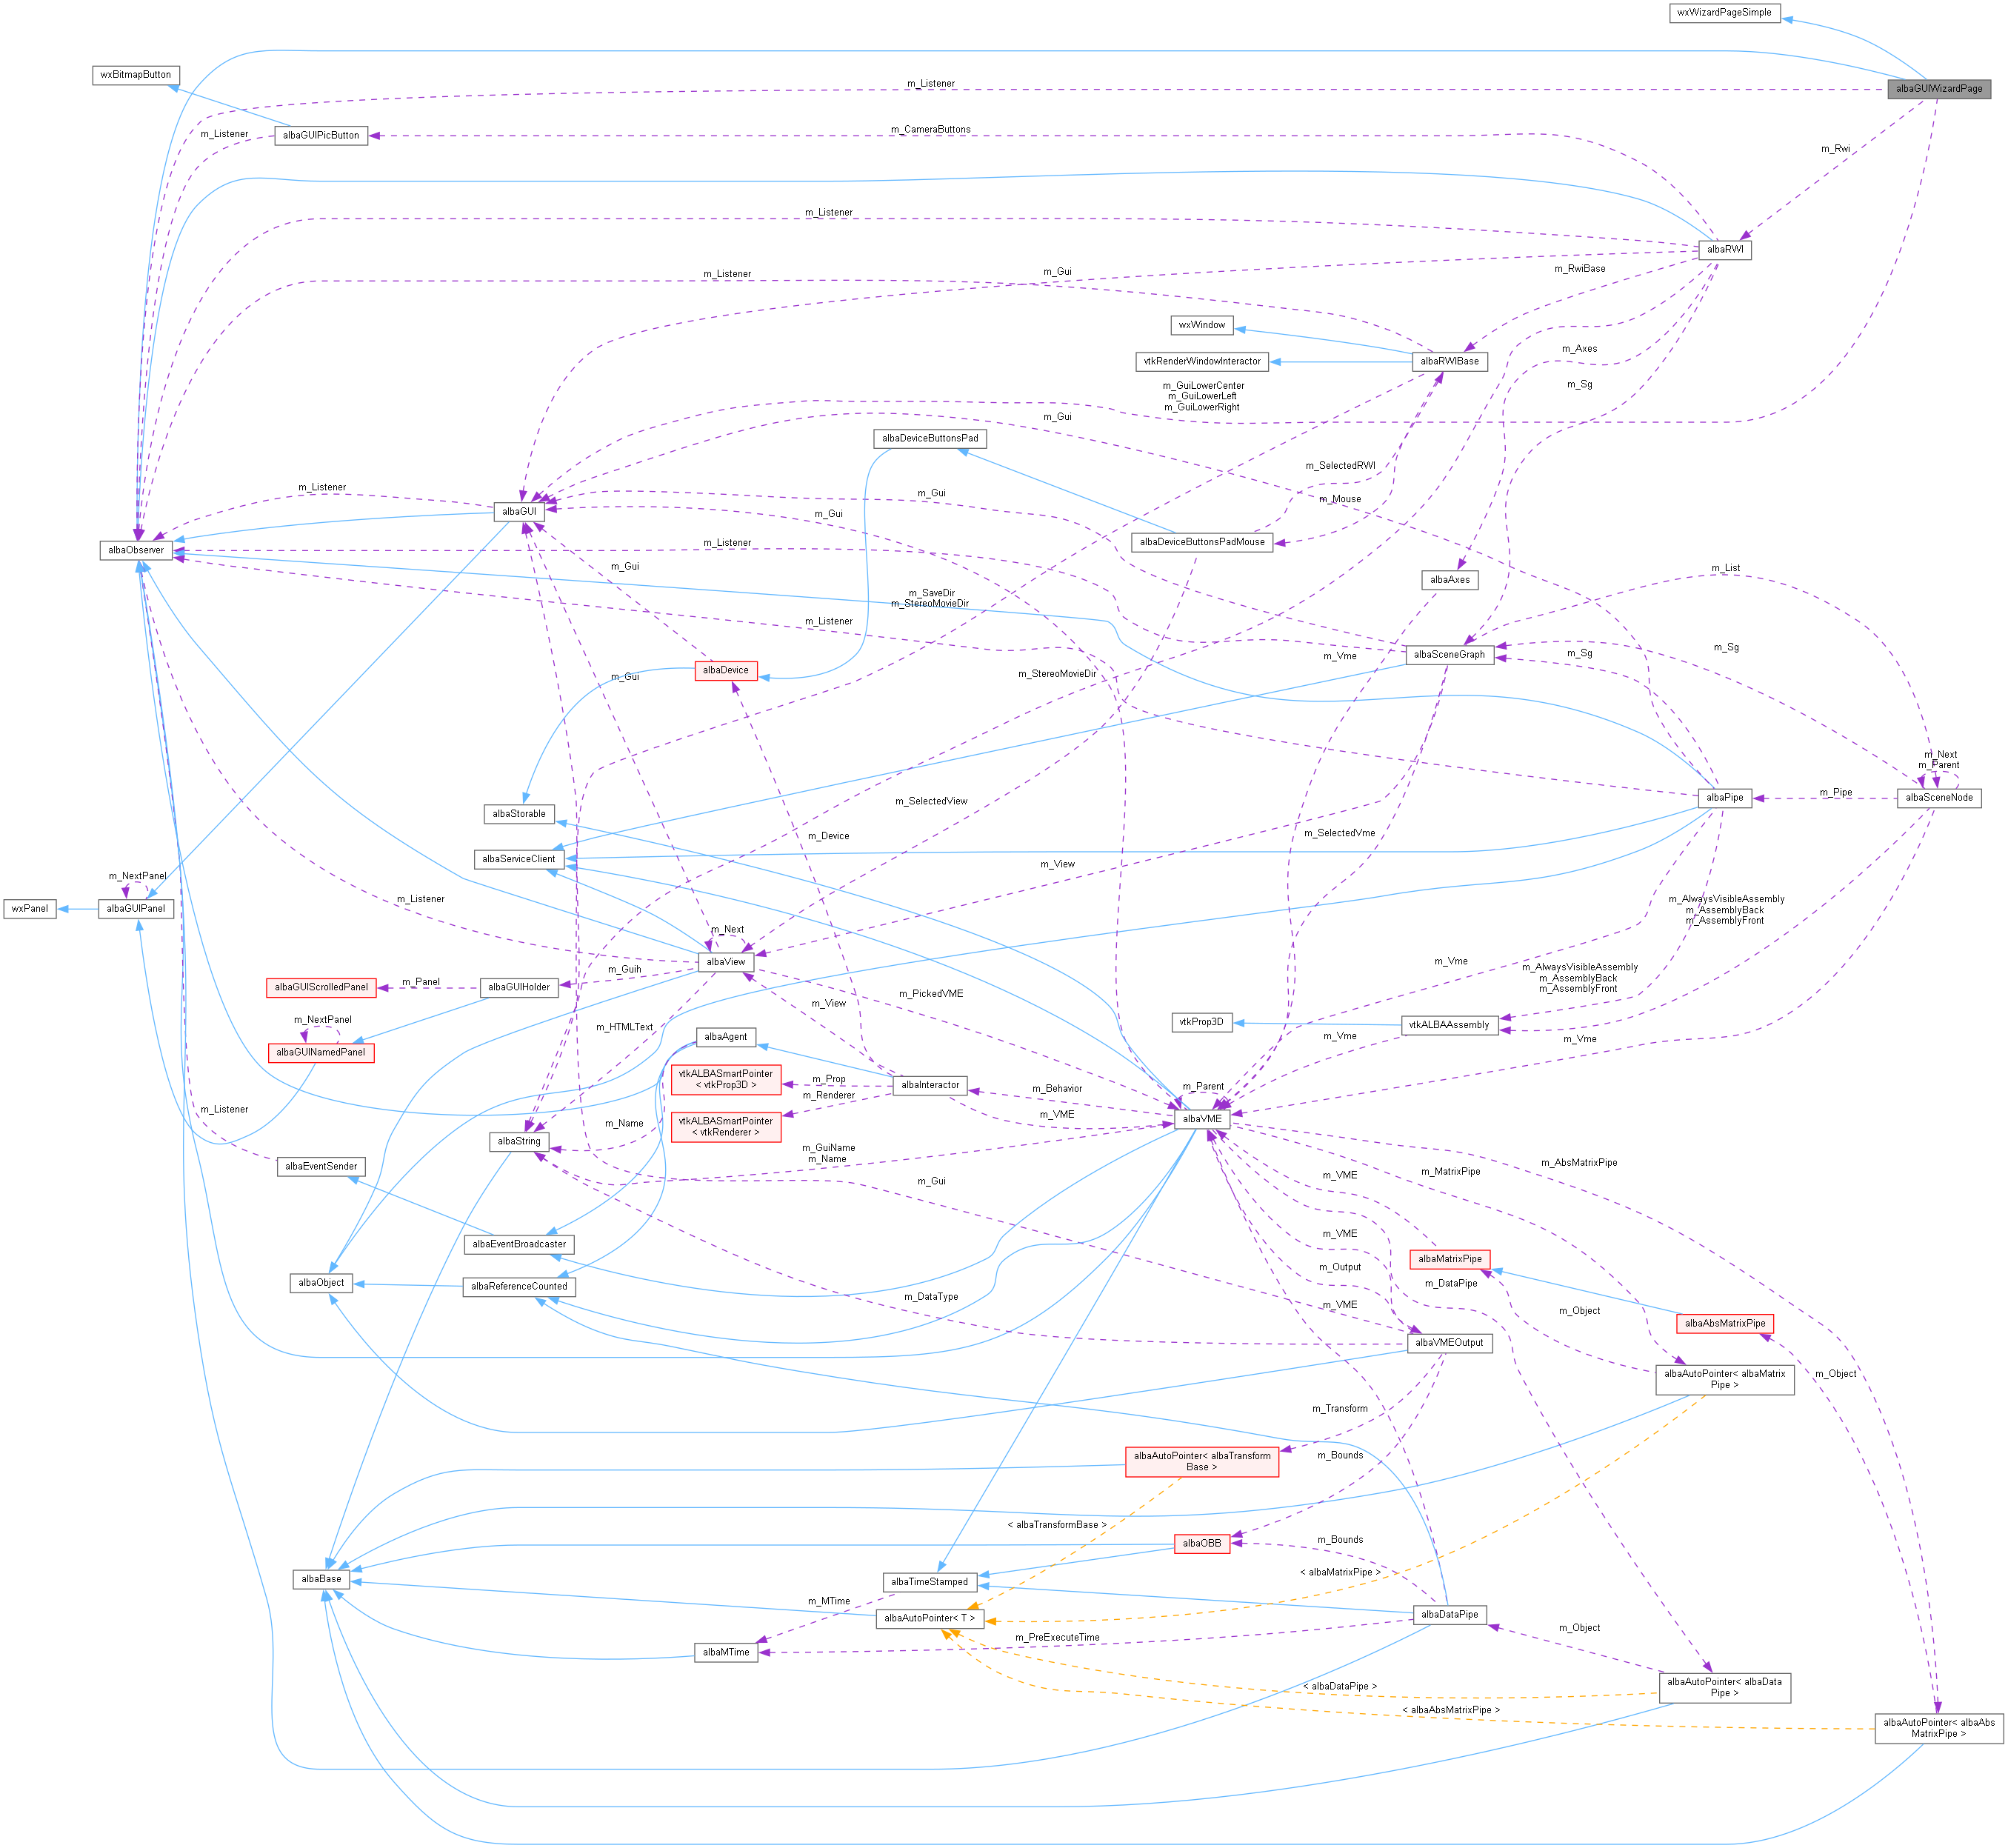 wxWizardPageSimple
wxBitmapButton
m_Listener
albaGUIWizardPage
m_Listener
albaGUIPicButton
m_CameraButtons
m_Rwi
m_Listener
albaRWI
m_Listener
m_Gui
m_RwiBase
wxWindow
m_Axes
vtkRenderWindowInteractor
albaRWIBase
m_GuiLowerCenter
m_GuiLowerLeft
m_GuiLowerRight
m_Sg
m_Gui
albaDeviceButtonsPad
m_SelectedRWI
m_Listener
m_Gui
m_Mouse
albaGUI
m_Gui
albaDeviceButtonsPadMouse
albaObserver
m_Listener
m_Gui
m_List
albaAxes
m_SaveDir
m_StereoMovieDir
m_Listener
albaDevice
m_Gui
m_StereoMovieDir
m_Vme
albaSceneGraph
m_Sg
m_Sg
m_Next
m_Parent
albaStorable
m_SelectedView
m_Pipe
albaPipe
albaSceneNode
m_Device
m_SelectedVme
albaServiceClient
m_View
m_NextPanel
m_Listener
m_AlwaysVisibleAssembly
m_AssemblyBack
m_AssemblyFront
wxPanel
albaGUIPanel
m_Next
albaView
m_Guih
m_Vme
m_AlwaysVisibleAssembly
m_AssemblyBack
m_AssemblyFront
albaGUIScrolledPanel
m_Panel
albaGUIHolder
m_PickedVME
m_View
m_NextPanel
m_HTMLText
albaAgent
vtkProp3D
vtkALBAAssembly
m_Vme
m_Vme
albaGUINamedPanel
vtkALBASmartPointer
< vtkProp3D >
m_Prop
albaInteractor
m_Behavior
m_Parent
m_Renderer
m_Listener
vtkALBASmartPointer
< vtkRenderer >
m_VME
albaVME
m_Name
albaString
m_GuiName
m_Name
albaEventSender
m_Gui
m_VME
m_MatrixPipe
m_AbsMatrixPipe
albaEventBroadcaster
m_VME
albaMatrixPipe
albaObject
albaReferenceCounted
m_Output
m_DataPipe
m_DataType
m_VME
m_Object
albaAbsMatrixPipe
albaVMEOutput
albaAutoPointer< albaMatrix
Pipe >
m_Object
m_Transform
albaAutoPointer< albaTransform
Base >
m_Bounds
< albaTransformBase >
albaOBB
m_Bounds
< albaMatrixPipe >
albaBase
albaTimeStamped
m_MTime
albaAutoPointer< T >
albaDataPipe
m_PreExecuteTime
m_Object
albaMTime
< albaDataPipe >
albaAutoPointer< albaData
Pipe >
< albaAbsMatrixPipe >
albaAutoPointer< albaAbs
MatrixPipe >